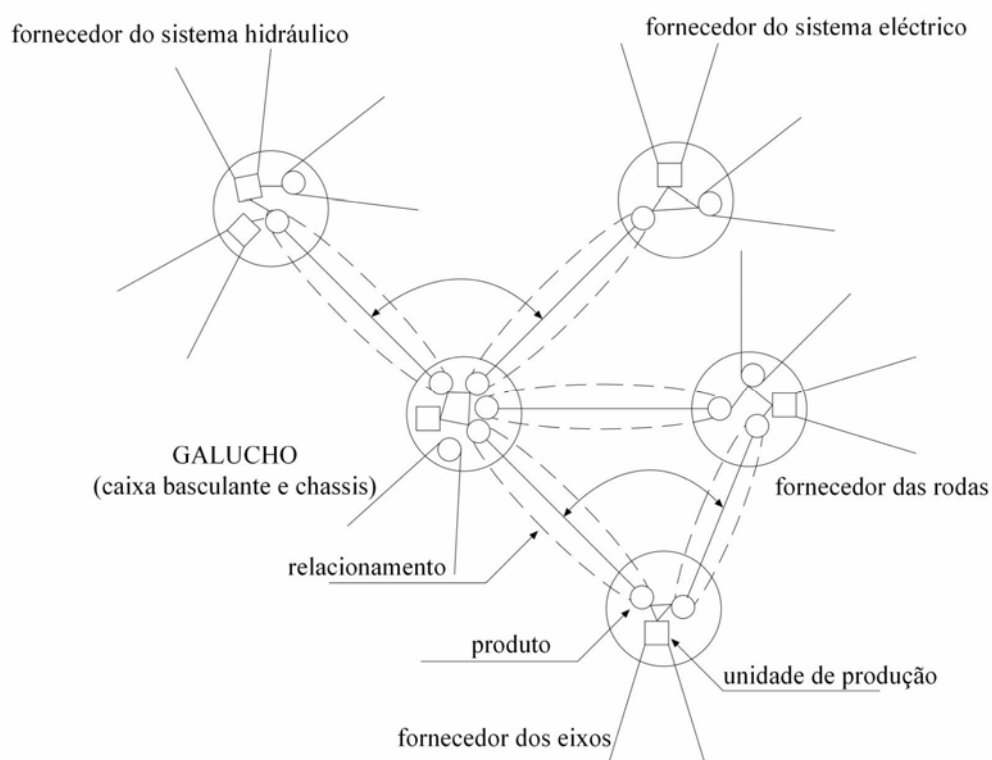 fornecedor do sistema hidráulico
fornecedor do sistema eléctrico
GALUCHO
(caixa basculante e chassis)
fornecedor das rodas
relacionamento
produto
unidade de produção
fornecedor dos eixos